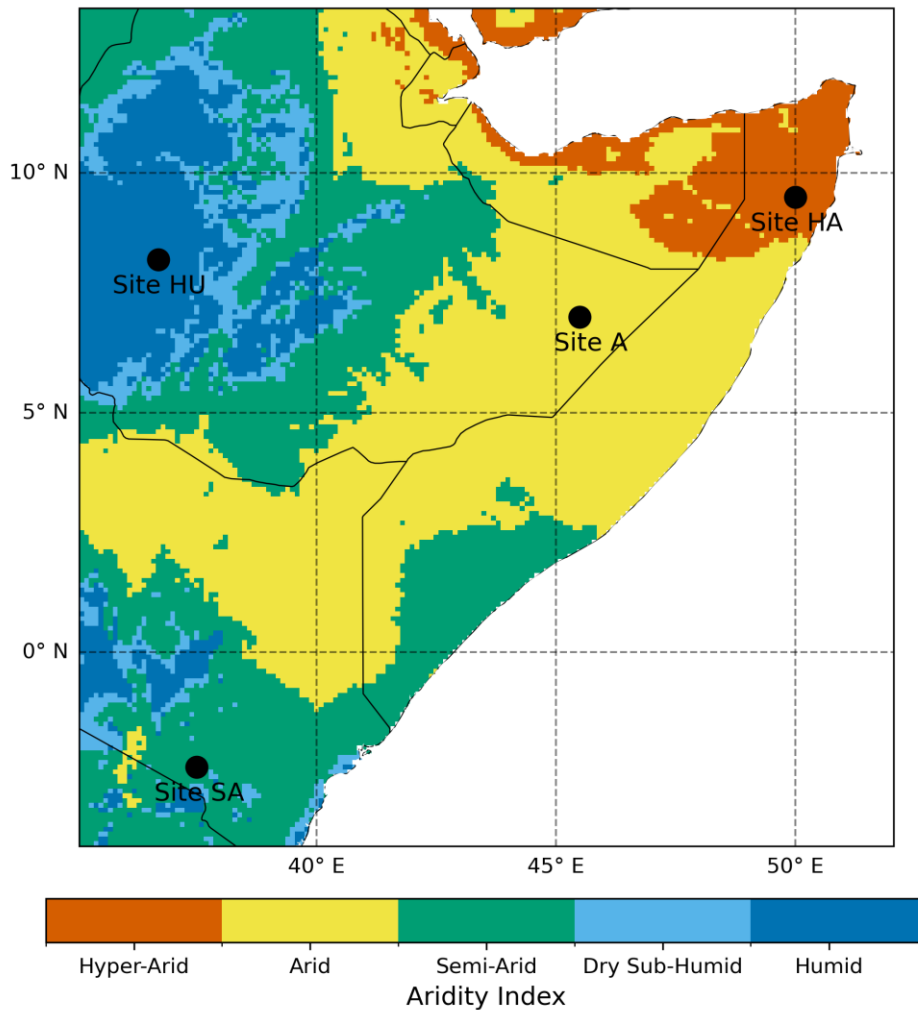 10° N
Site HA
Site HU
Site A
5° N
0° N
Site SA
40° E 45° E 50° E
Hyper-Arid Arid Semi-Arid Dry Sub-Humid Humid
Aridity Index